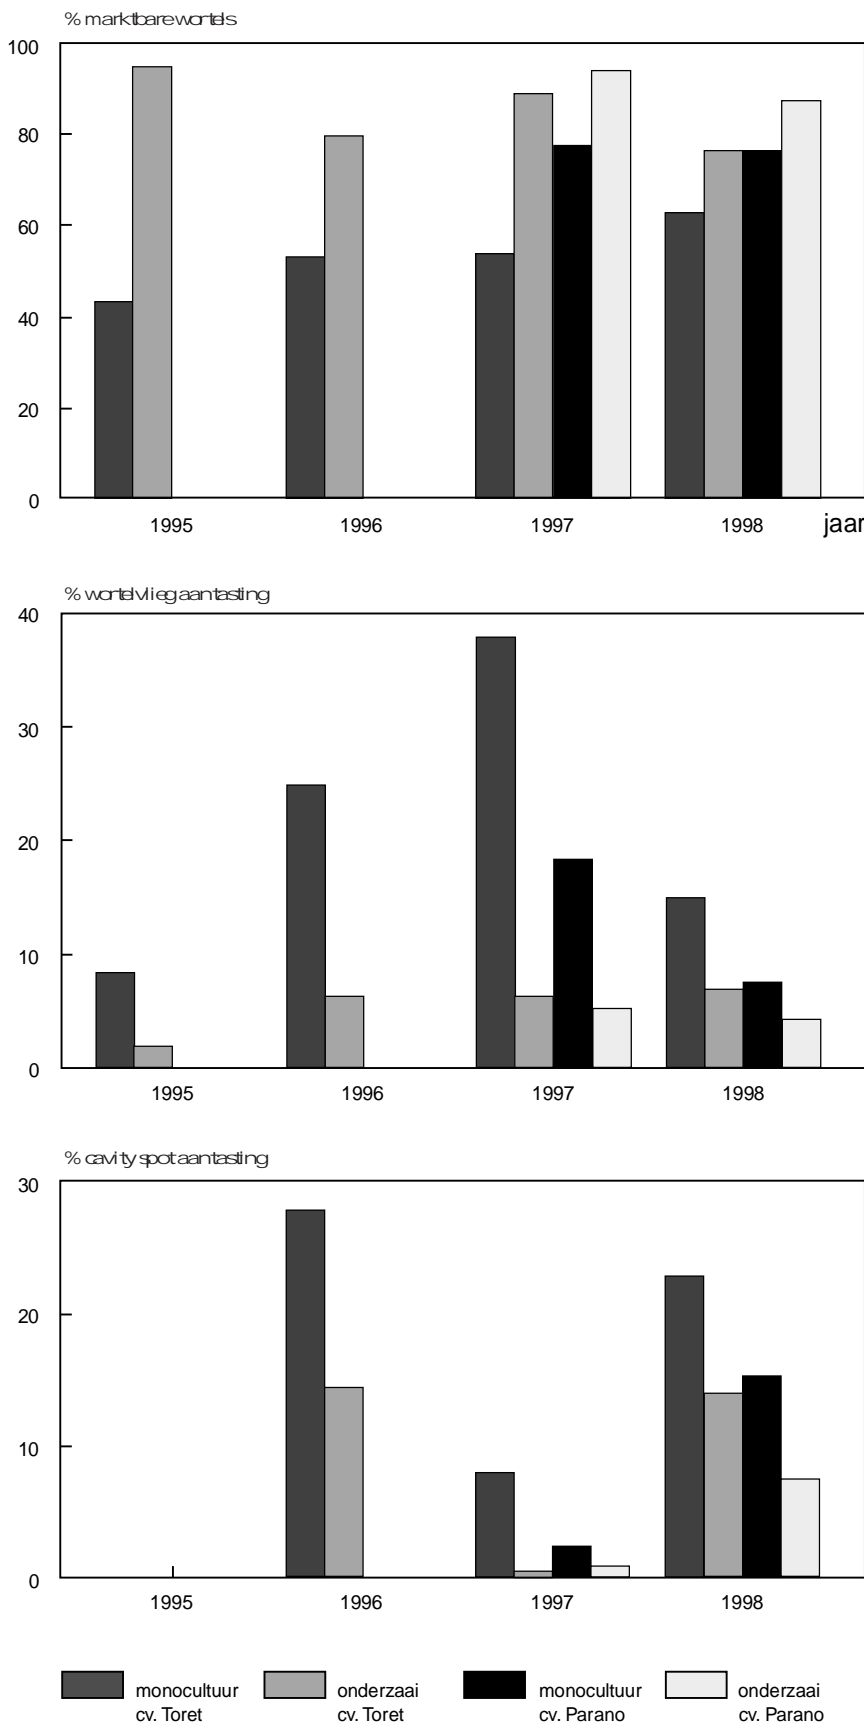 % marktbare wortels
100
80
60
40
20
0
1995 1996 1997 1998 jaar
% wortelvlieg aantasting
40
30
20
10
0
1995 1996 1997 1998
% cavity spot aantasting
30
20
10
0
1995 1996 1997 1998
monocultuur onderzaai monocultuur onderzaai
cv. Toret cv. Toret cv. Parano cv. Parano